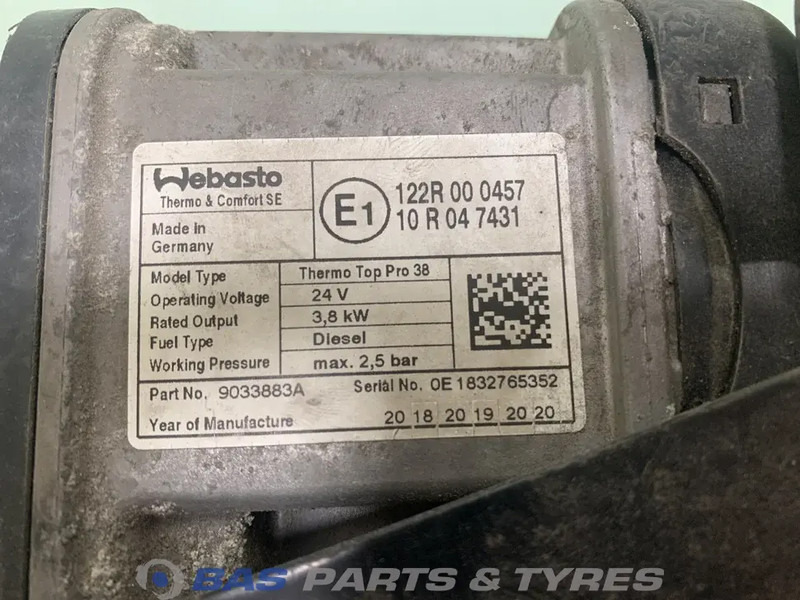 Webasto
Thermo & Comfort SE
Made in
Germany
E1
122R 00 0457
10 R 04 7431
Model Type Thermo Top Pro 38
Operating Voltage 24 V
Rated Output 3,8 kW
Fuel Type Diesel
Working Pressure max. 2,5 bar
Part No. 9033883A Serial No. 0E1832765352
Year of Manufacture 20 18 20 19 20 20
BAS PARTS & TYRES